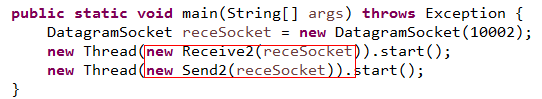 public static void main(String[] args) throws Exception {
DatagramSocket receSocket = new DatagramSocket(10002);
new Thread(new Receive2(receSocket)).start();
new Thread(new Send2(receSocket)).start();
}